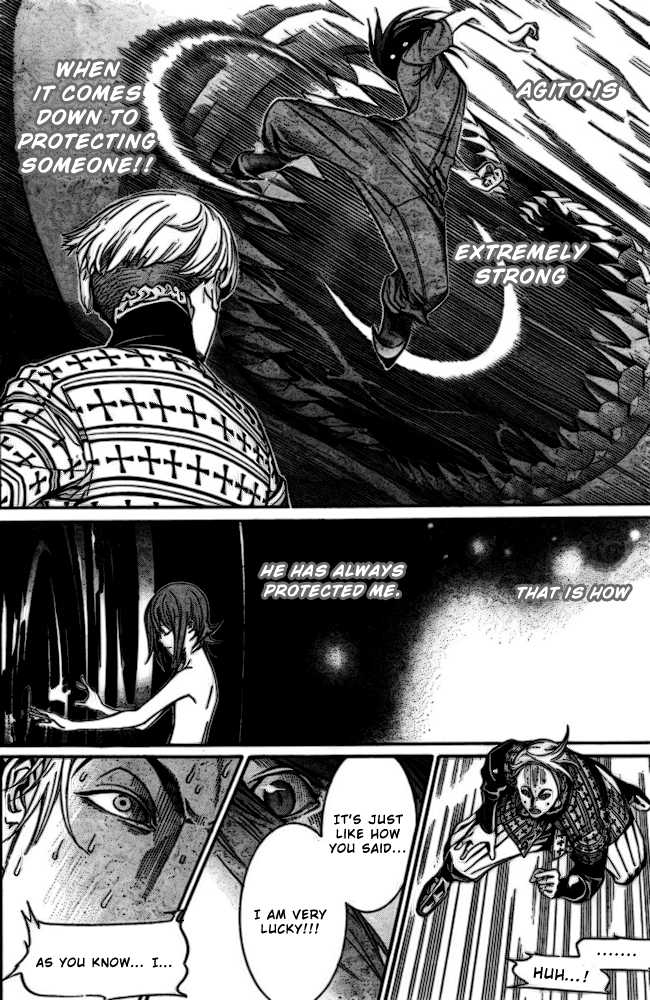 AGITO IS
EXTREMELY
STRONG
WHEN
IT COMES
DOWN TO
PROTECTING
SOMEONE!!
THAT IS HOW
HE HAS ALWAYS
PROTECTED ME.
.......
HUH...!
IT'S JUST
LIKE HOW
YOU SAID...
I AM VERY
LUCKY!!!
AS YOU KNOW... I...